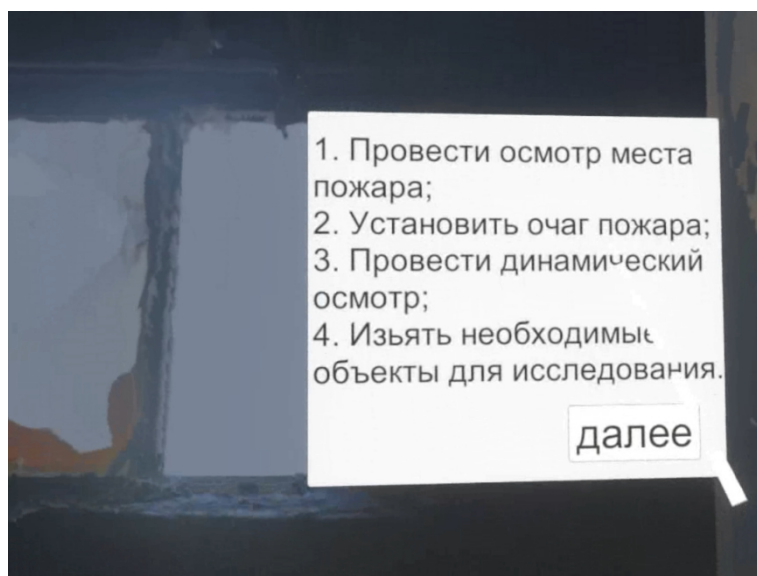 1. Провести осмотр места
пожара;
2. Установить очаг пожара;
3. Провести динамический
осмотр;
4. Изьять необходимые
объекты для исследования.
далее